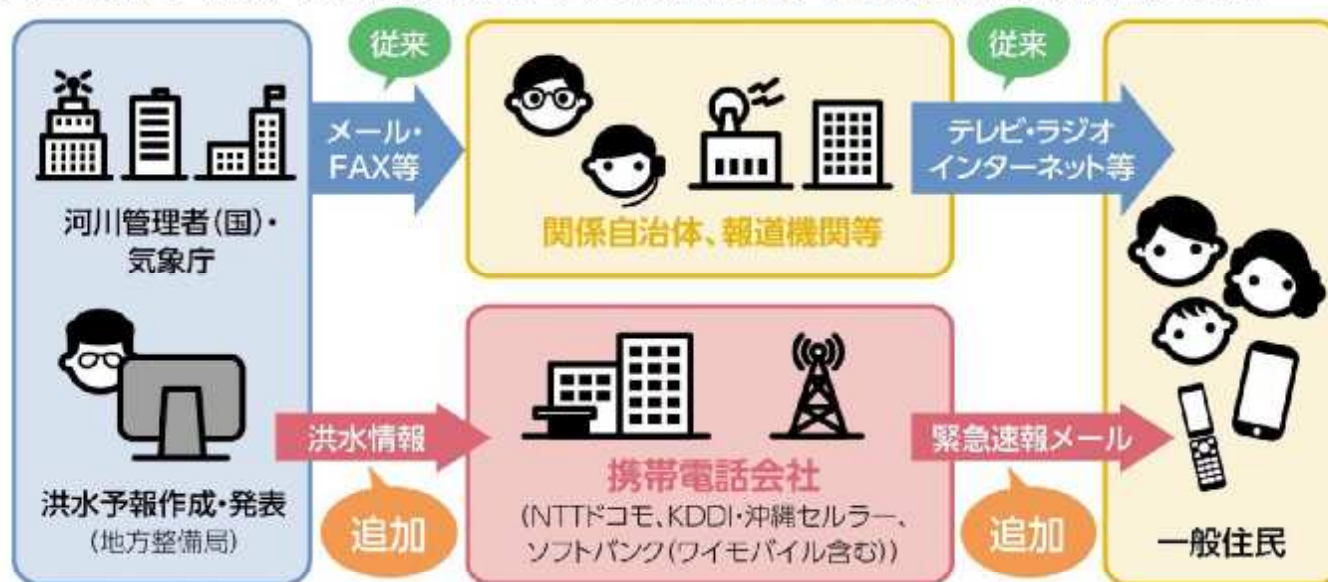 従来
従来
メール・
FAX等
テレビ・ラジオ
インターネット等
河川管理者(国)・
気象庁
関係自治体、報道機関等
洪水予報作成・発表
(地方整備局)
洪水情報
追加
携帯電話会社
(NTTドコモ、KDDI・沖縄セルラー、
ソフトバンク(ワイモバイル含む))
緊急速報メール
追加
一般住民